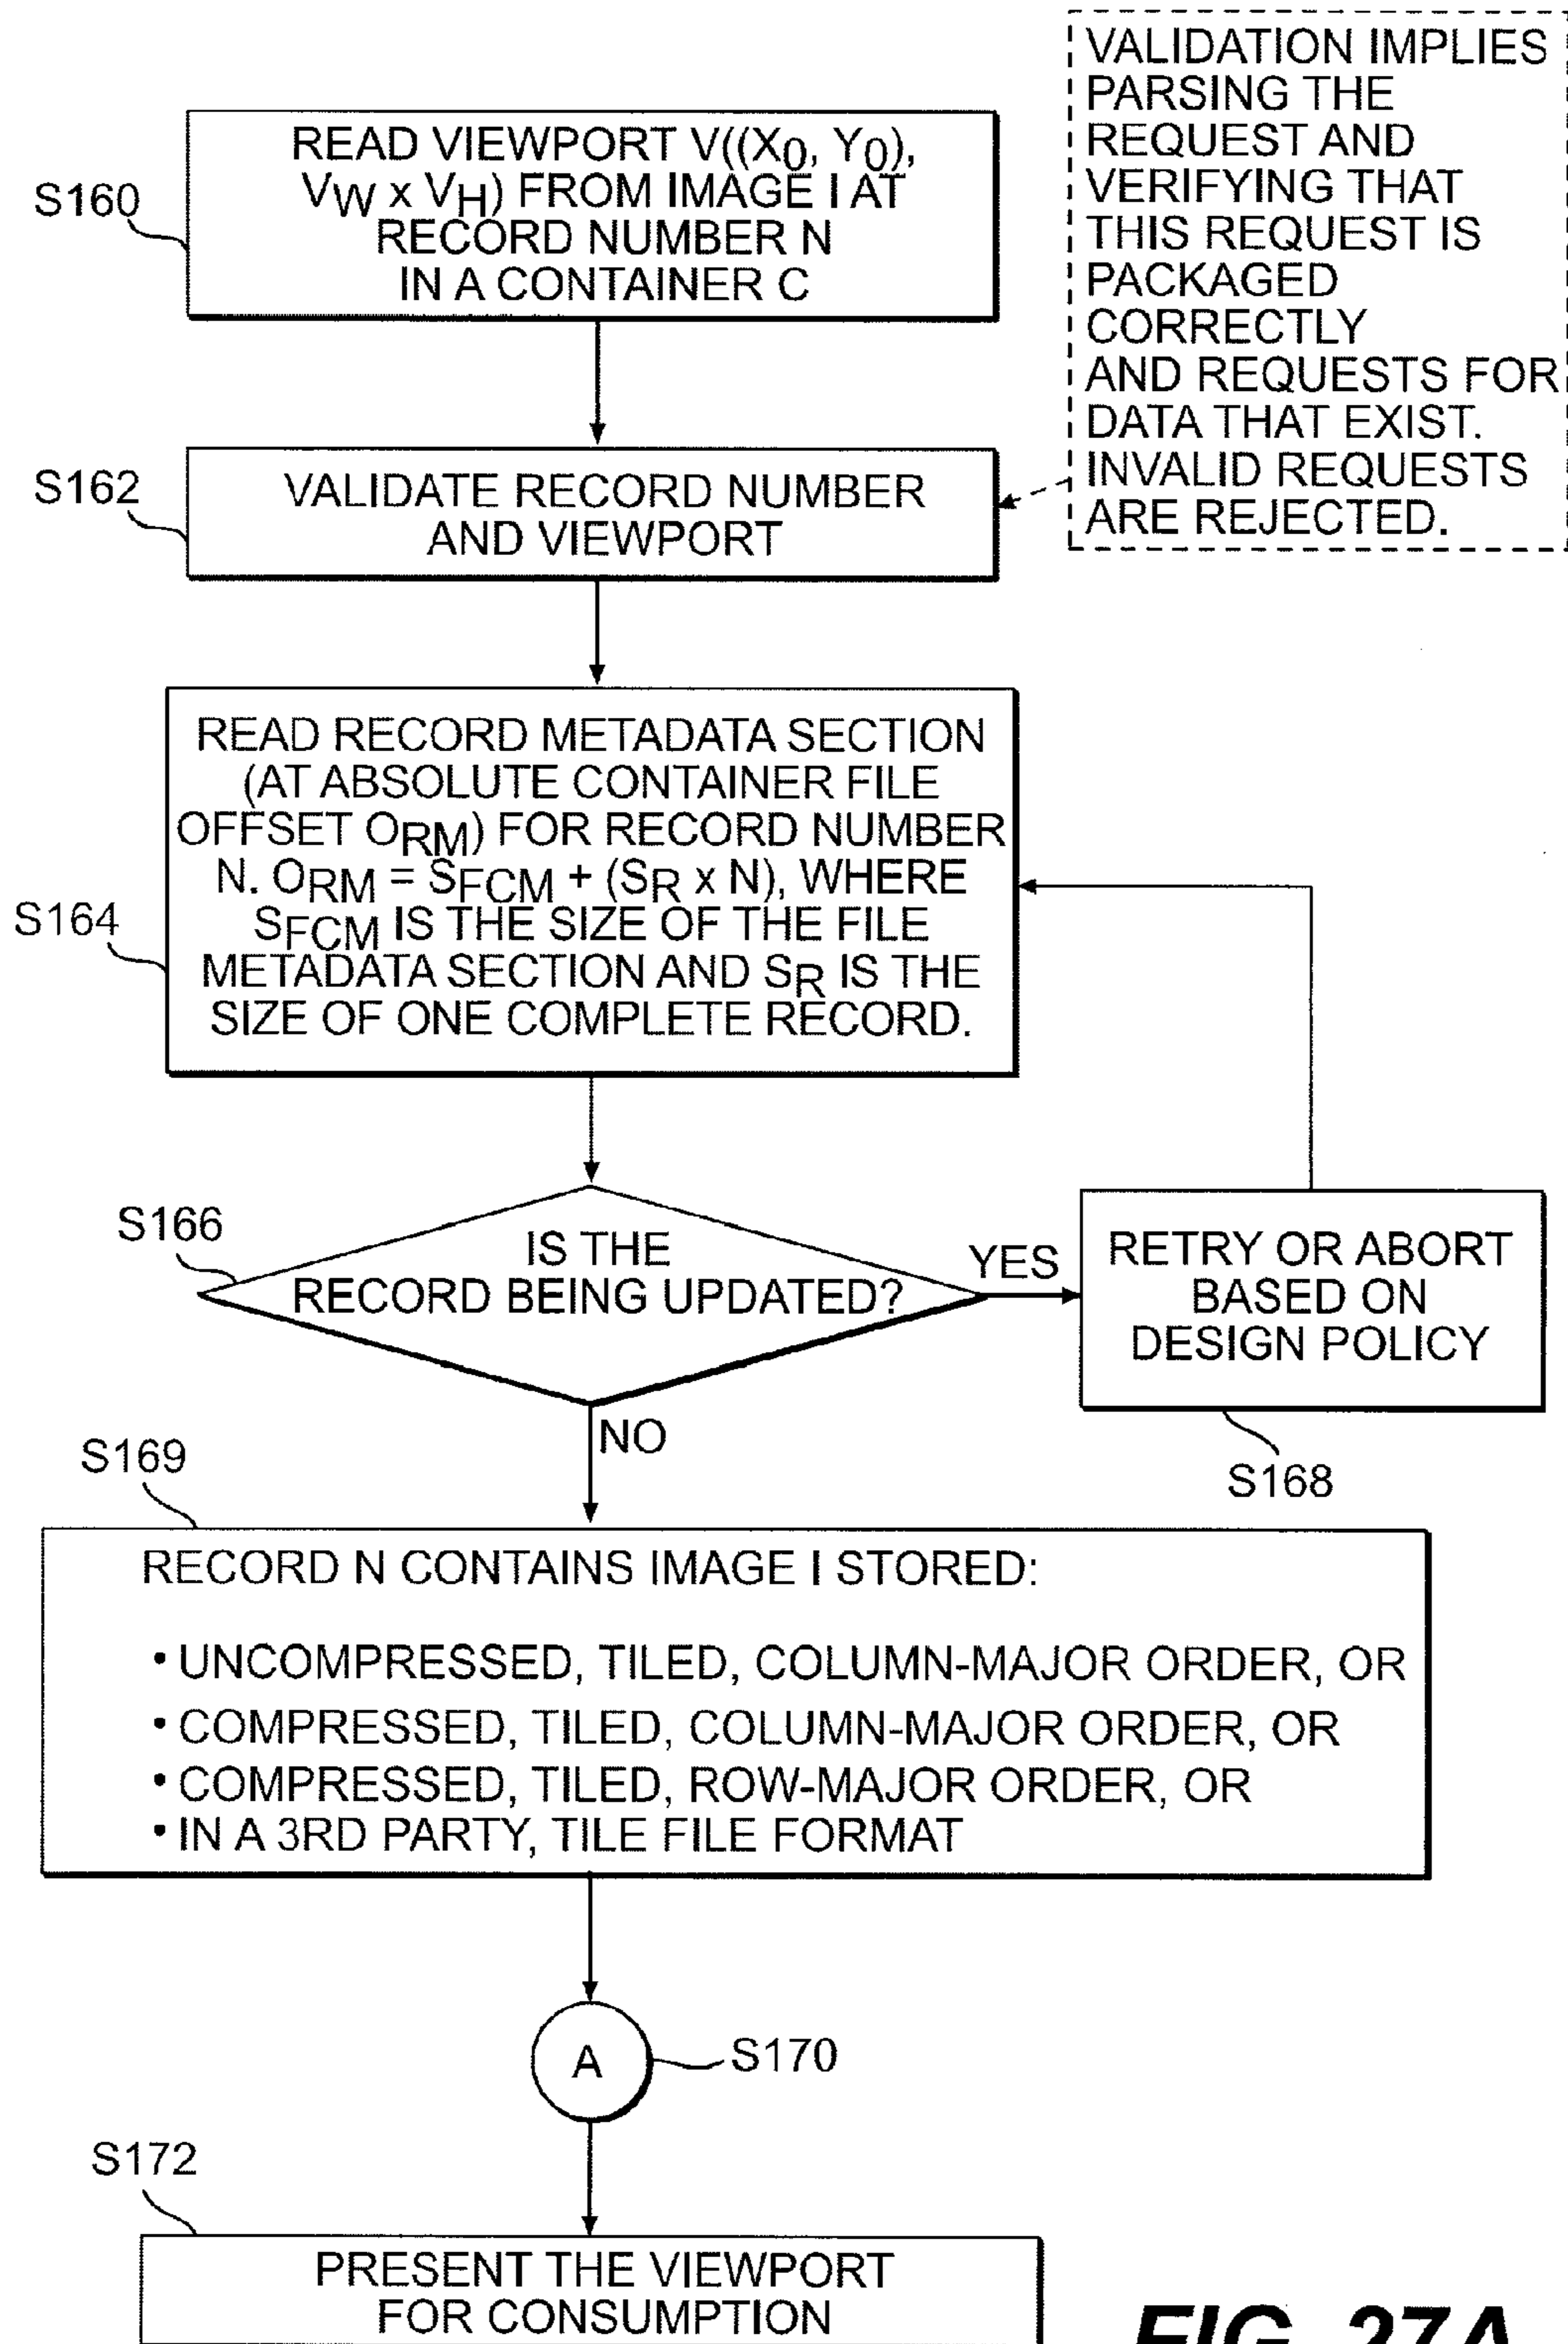 VALIDATION IMPLIES
PARSING THE
REQUEST AND
VERIFYING THAT
THIS REQUEST IS
PACKAGED
CORRECTLY
AND REQUESTS FOR
DATA THAT EXIST.
INVALID REQUESTS
ARE REJECTED.
S160
READ VIEWPORT V((X0, Y0),
VW x VH) FROM IMAGE I AT
RECORD NUMBER N
IN A CONTAINER C
S162
VALIDATE RECORD NUMBER
AND VIEWPORT
S164
READ RECORD METADATA SECTION
(AT ABSOLUTE CONTAINER FILE
OFFSET ORM) FOR RECORD NUMBER
N. ORM = SFCM + (SR x N), WHERE
SFCM IS THE SIZE OF THE FILE
METADATA SECTION AND SR IS THE
SIZE OF ONE COMPLETE RECORD.
S166
IS THE
RECORD BEING UPDATED?
YES
RETRY OR ABORT
BASED ON
DESIGN POLICY
S168
NO
S169
RECORD N CONTAINS IMAGE I STORED:
• UNCOMPRESSED, TILED, COLUMN-MAJOR ORDER, OR
• COMPRESSED, TILED, COLUMN-MAJOR ORDER, OR
• COMPRESSED, TILED, ROW-MAJOR ORDER, OR
• IN A 3RD PARTY, TILE FILE FORMAT
A
S170
S172
PRESENT THE VIEWPORT
FOR CONSUMPTION
FIG. 27A